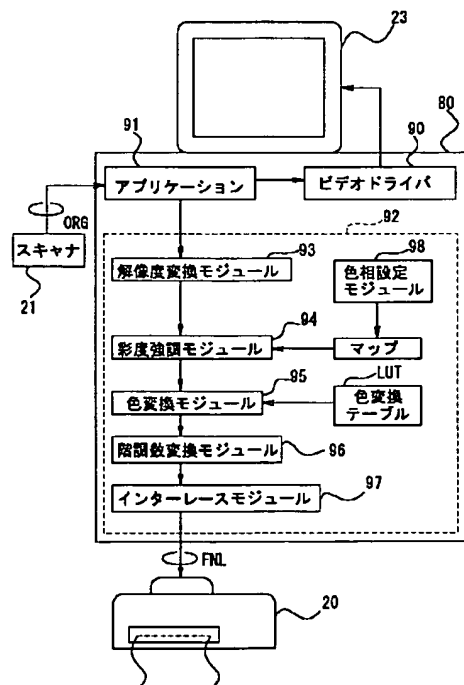 23
80
91
90
アプリケーション
ビデオドライバ
ORG
スキャナ
21
92
93
98
解像度変換モジュール
色相設定
モジュール
94
彩度強調モジュール
マップ
95
LUT
色変換モジュール
色変換
テーブル
階調数変換モジュール
96
97
インターレースモジュール
FNL
20